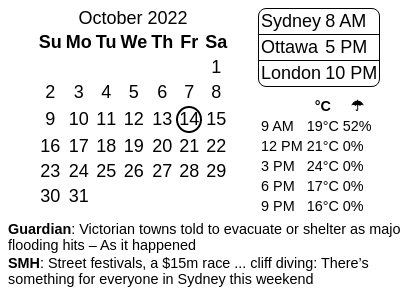 October 2022
Su Mo Tu We Th Fr Sa
1
2 3 4 5 6 7 8
9 10 11 12 13 14 15
16 17 18 19 20 21 22
23 24 25 26 27 28 29
30 31
Sydney 8 AM
Ottawa 5 PM
London 10 PM
°C ☂
9 AM 19°C 52%
12 PM 21°C 0%
3 PM 24°C 0%
6 PM 17°C 0%
9 PM 16°C 0%
Guardian: Victorian towns told to evacuate or shelter as majo
flooding hits – As it happened
SMH: Street festivals, a $15m race ... cliff diving: There’s
something for everyone in Sydney this weekend